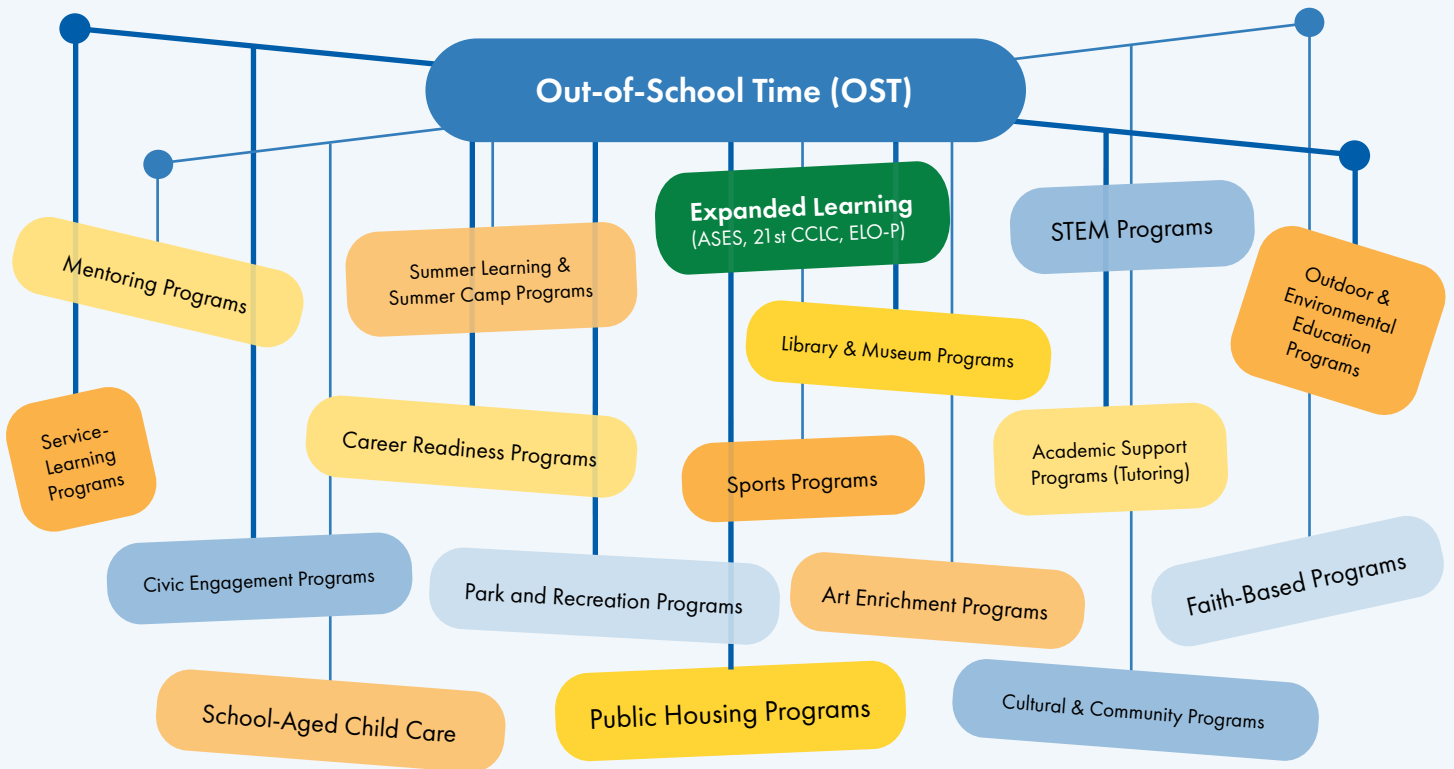 Out-of-School Time (OST)
Expanded Learning
(ASES, 21st CCLC, ELO-P)
STEM Programs
Mentoring Programs
Summer Learning &
Summer Camp Programs
Outdoor &
Environmental
Education
Programs
Library & Museum Programs
Service-
Learning
Programs
Career Readiness Programs
Sports Programs
Academic Support
Programs (Tutoring)
Civic Engagement Programs
Park and Recreation Programs
Art Enrichment Programs
Faith-Based Programs
School-Aged Child Care
Public Housing Programs
Cultural & Community Programs